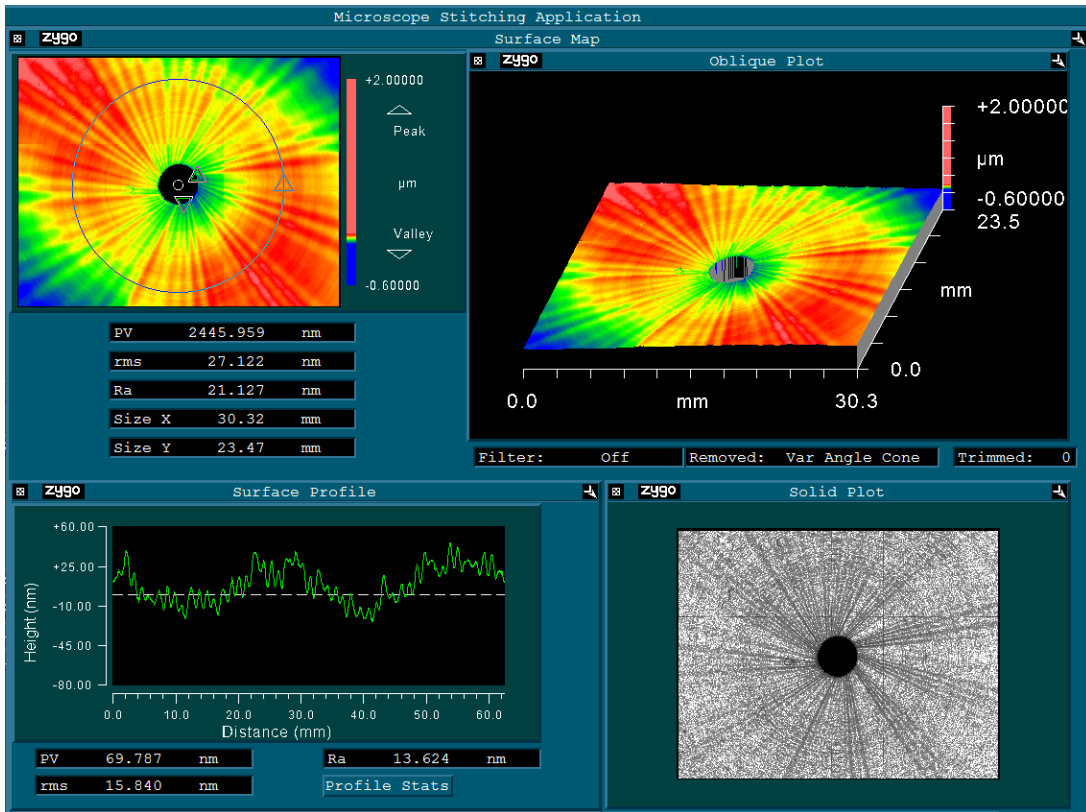 Microscope Stitching Application
zygo Surface Map
+2.00000
Peak
µm
Valley
-0.60000
PV 2445.959 nm
rms 27.122 nm
Ra 21.127 nm
Size X 30.32 mm
Size Y 23.47 mm
zygo Oblique Plot
+2.00000
µm
-0.60000
23.5
mm
0.0
0.0 mm 30.3
Filter: Off Removed: Var Angle Cone Trimmed: 0
zygo Surface Profile
+60.00
+25.00
-10.00
-45.00
-80.00
Height (nm)
0.0 10.0 20.0 30.0 40.0 50.0 60.0
Distance (mm)
PV 69.787 nm Ra 13.624 nm
rms 15.840 nm Profile Stats
zygo Solid Plot